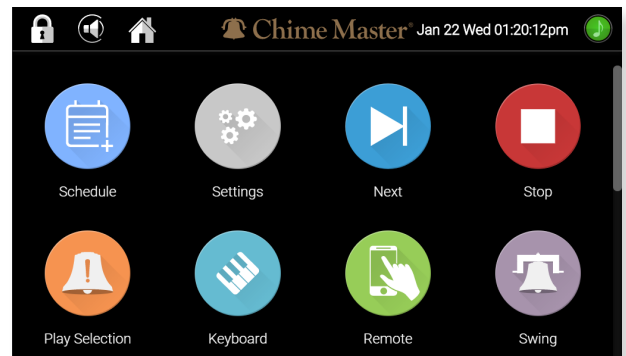 Chime Master® Jan 22 Wed 01:20:12pm
Schedule Settings Next Stop
Play Selection Keyboard Remote Swing